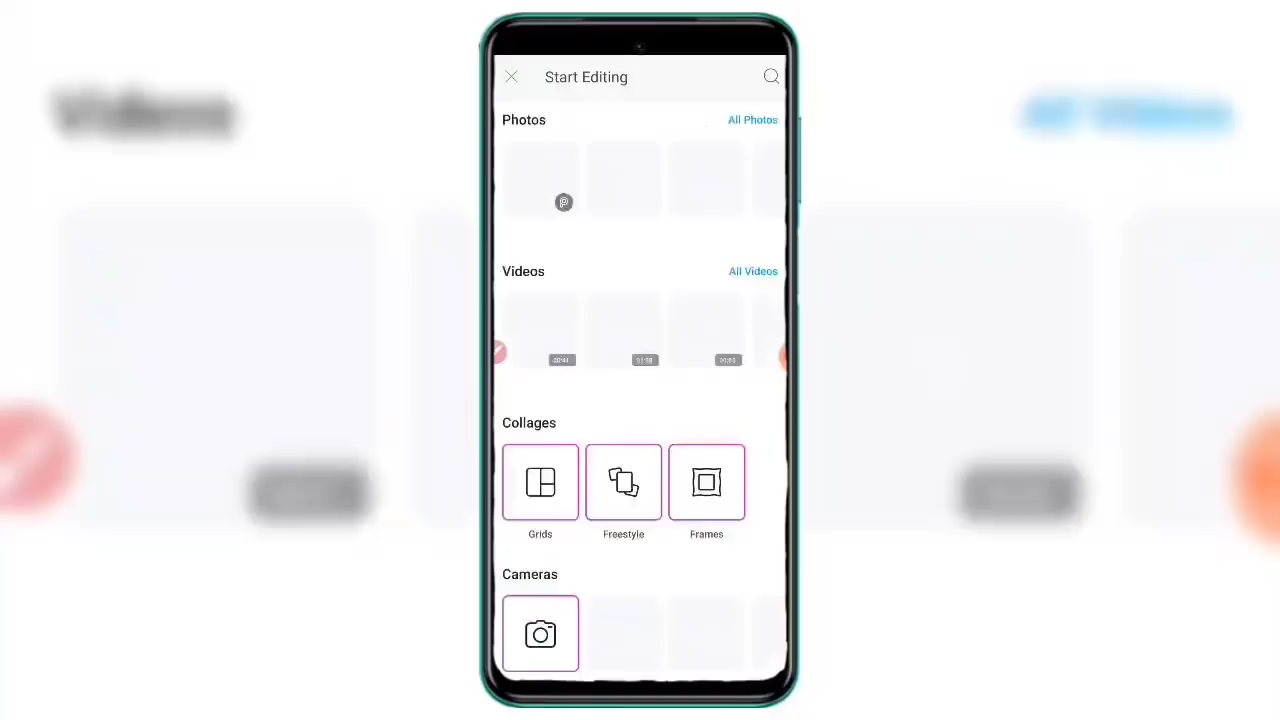 Start Editing
Photos
All Photos
Videos
All Videos
Collages
Grids
Freestyle
Frames
Cameras